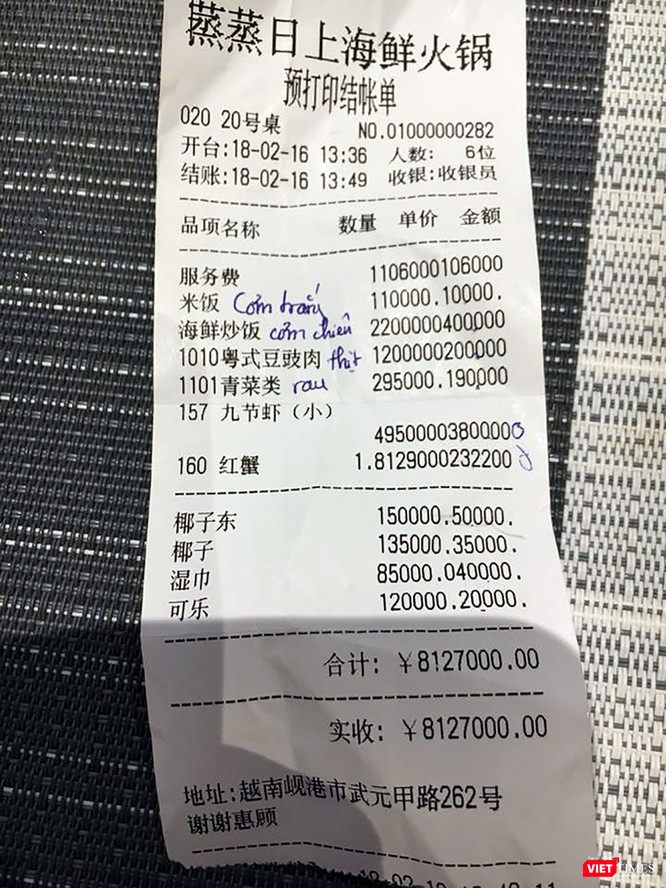 蒸蒸日上海鲜火锅
预打印结帐单
020 20号桌 NO.01000000282
开台:18-02-16 13:36 人数: 6位
结账:18-02-16 13:49 收银:收银员
品项名称 数量 单价 金额
服务费 1106000106000
米饭 Cơm trắng 110000.10000.
海鲜炒饭 cơm chiên 2200000400000
1010粤式豆豉肉 thịt 1200000200000
1101青菜类 rau 295000.190000
157 九节虾（小）
49500003800000
160 红蟹 1.8129000232200
椰子东 150000.50000.
椰子 135000.35000.
湿巾 85000.040000.
可乐 120000.20000.
合计: ￥8127000.00
实收: ￥8127000.00
地址:越南岘港市武元甲路262号
谢谢惠顾
VIETTIMES